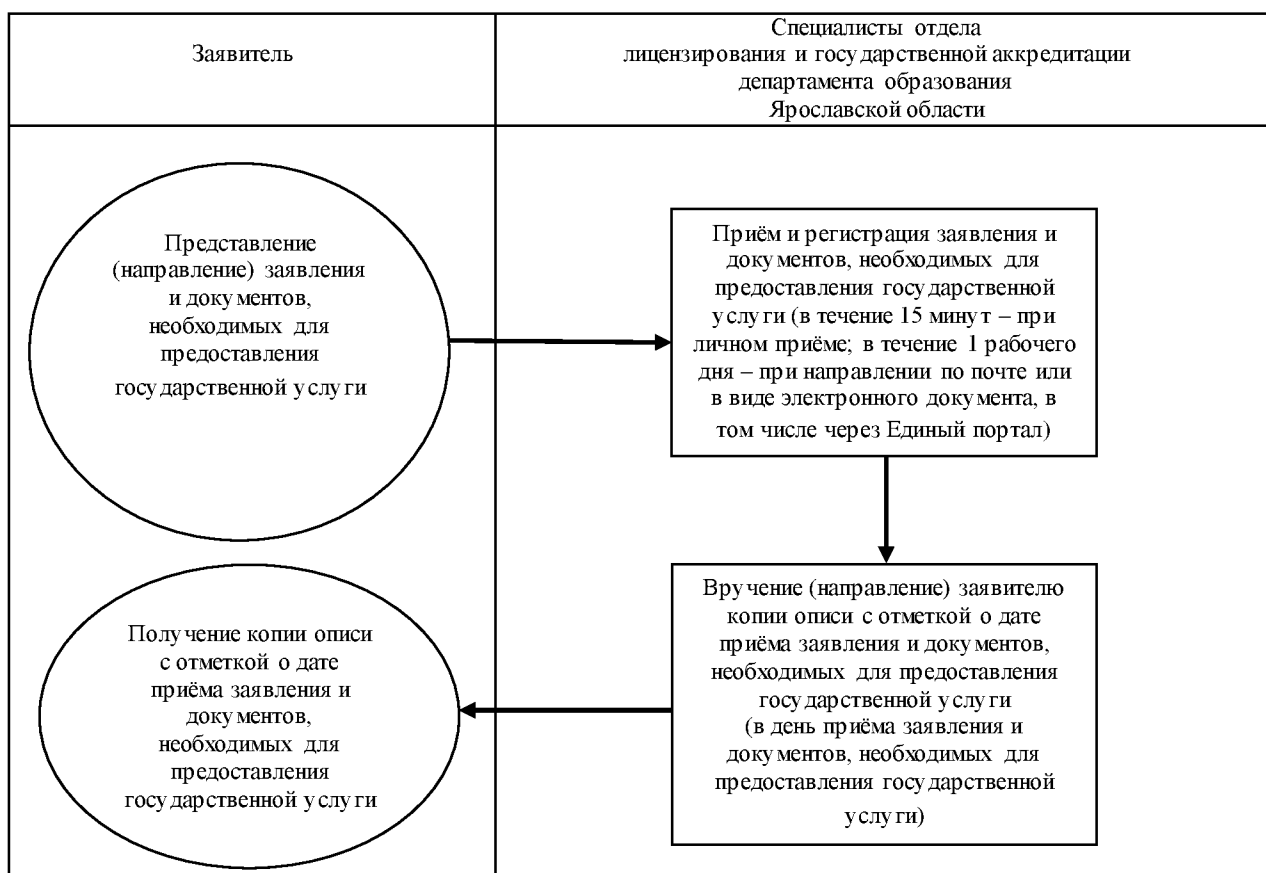 Заявитель
Специалисты отдела
лицензирования и государственной аккредитации
департамента образования
Ярославской области
Представление
(направление) заявления
и документов,
необходимых для
предоставления
государственной услуги
Приём и регистрация заявления и
документов, необходимых для
предоставления государственной
услуги (в течение 15 минут – при
личном приёме; в течение 1 рабочего
дня – при направлении по почте или
в виде электронного документа, в
том числе через Единый портал)
Получение копии описи
с отметкой о дате
приёма заявления и
документов,
необходимых для
предоставления
государственной услуги
Вручение (направление) заявителю
копии описи с отметкой о дате
приёма заявления и документов,
необходимых для предоставления
государственной услуги
(в день приёма заявления и
документов, необходимых для
предоставления государственной
услуги)